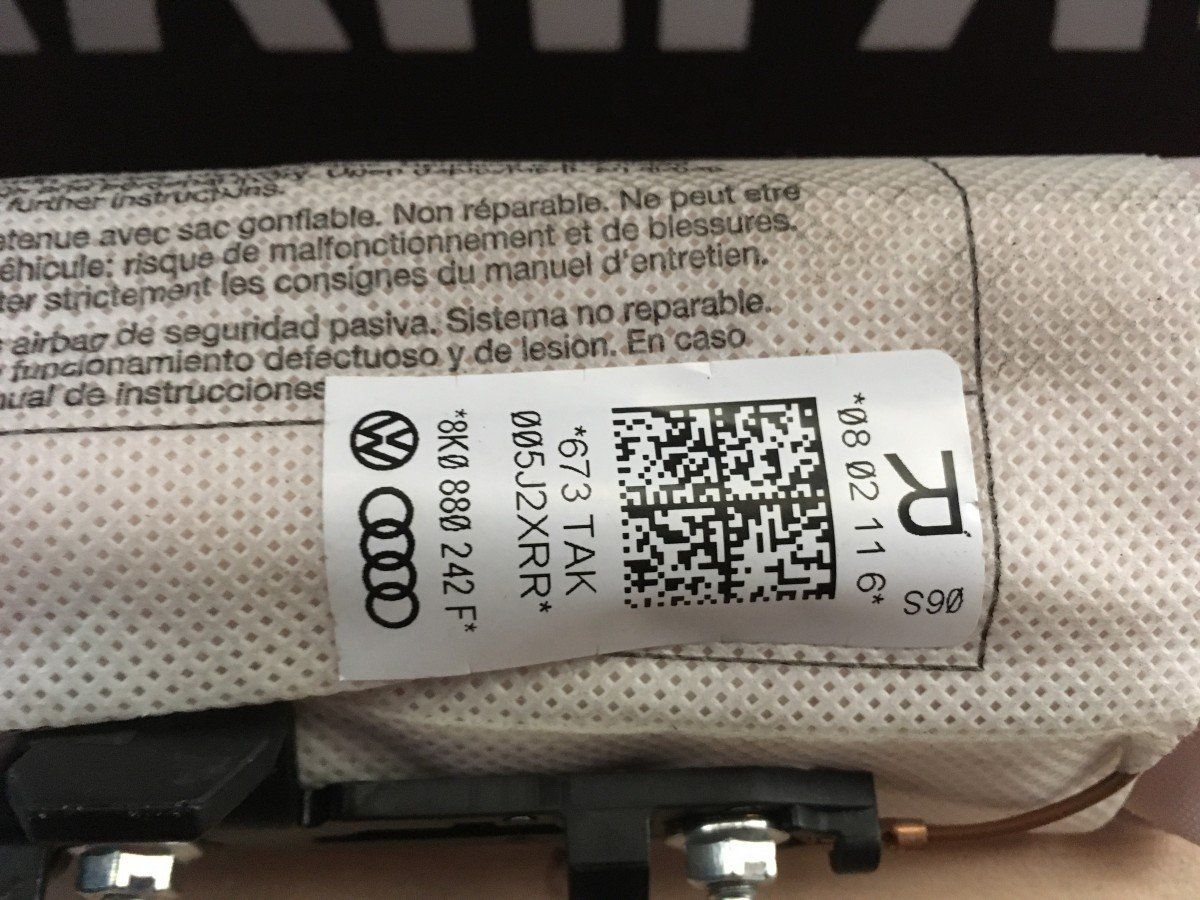 further instructions.
avec sac gonflable. Non réparable. Ne peut etre
éhicule: risque de malfonctionnement et de blessures.
ter strictement les consignes du manuel d'entretien.
airbag de seguridad pasiva. Sistema no reparable.
funcionamiento defectuoso y de lesion. En caso
nual de instrucciones
*8K0 880 242 F*
005J2XRR*
*673 TAK
*08 02 11 6*
R
06S